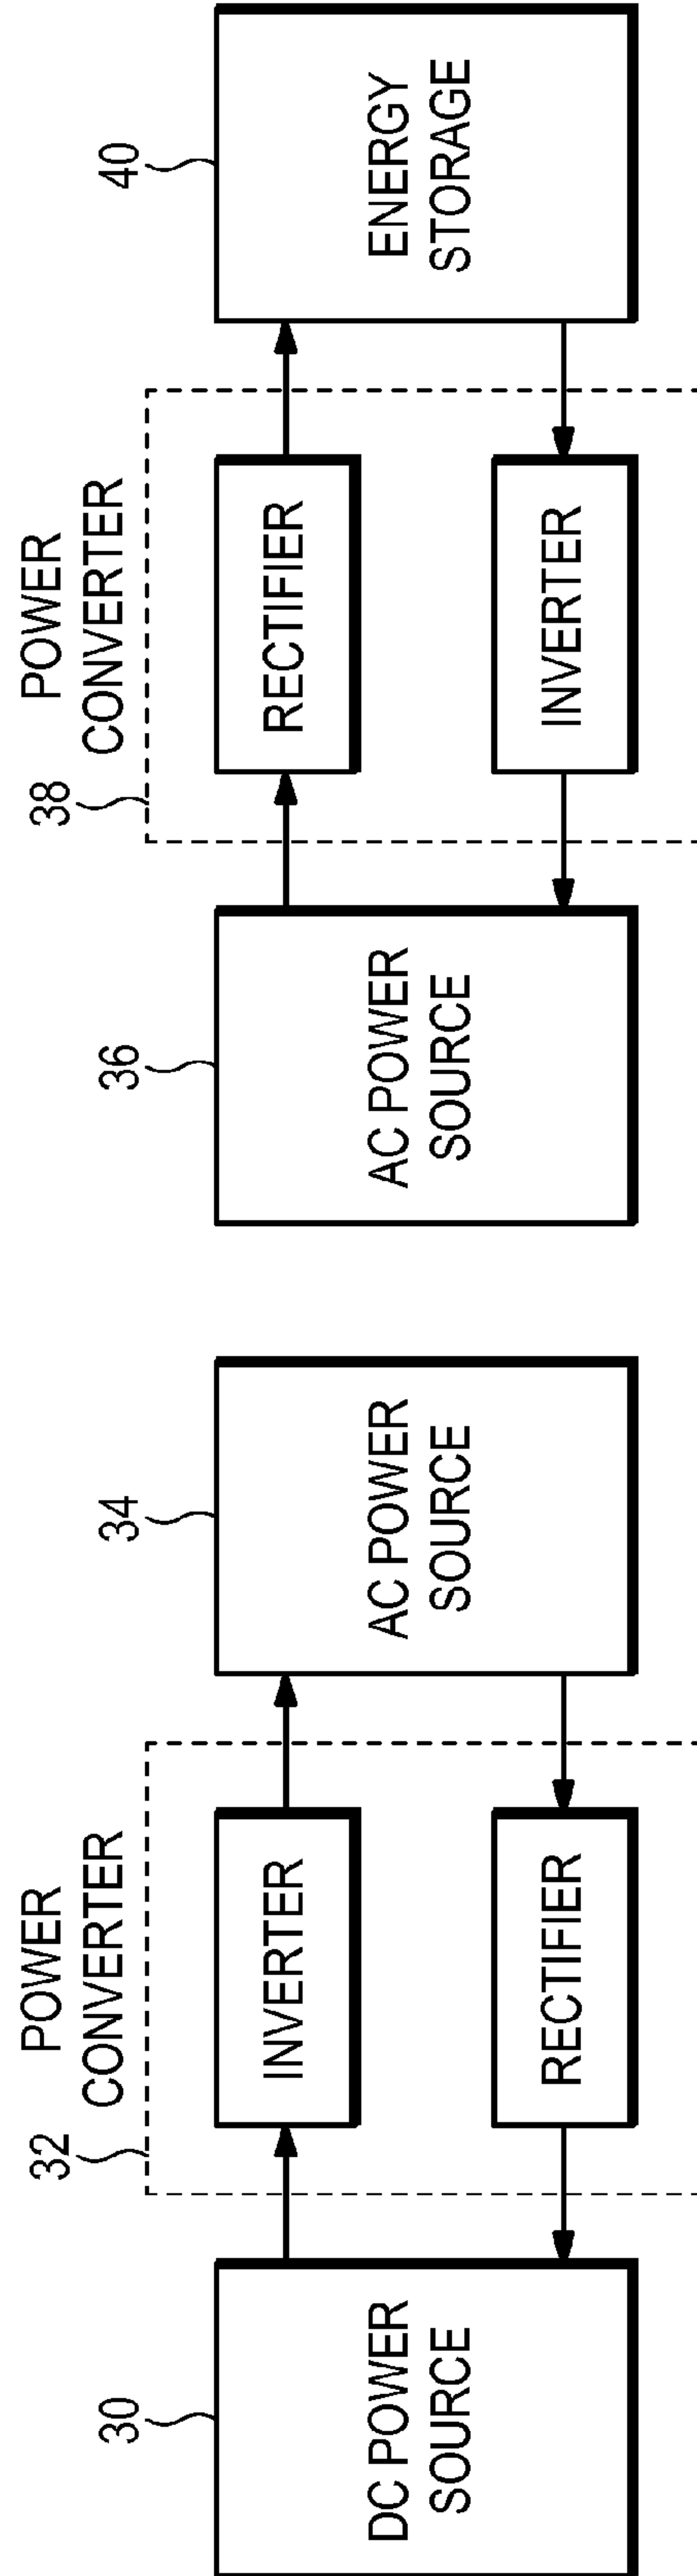 30
DC POWER
SOURCE
32
POWER
CONVERTER
INVERTER
RECTIFIER
34
AC POWER
SOURCE
36
AC POWER
SOURCE
38
POWER
CONVERTER
RECTIFIER
INVERTER
40
ENERGY
STORAGE